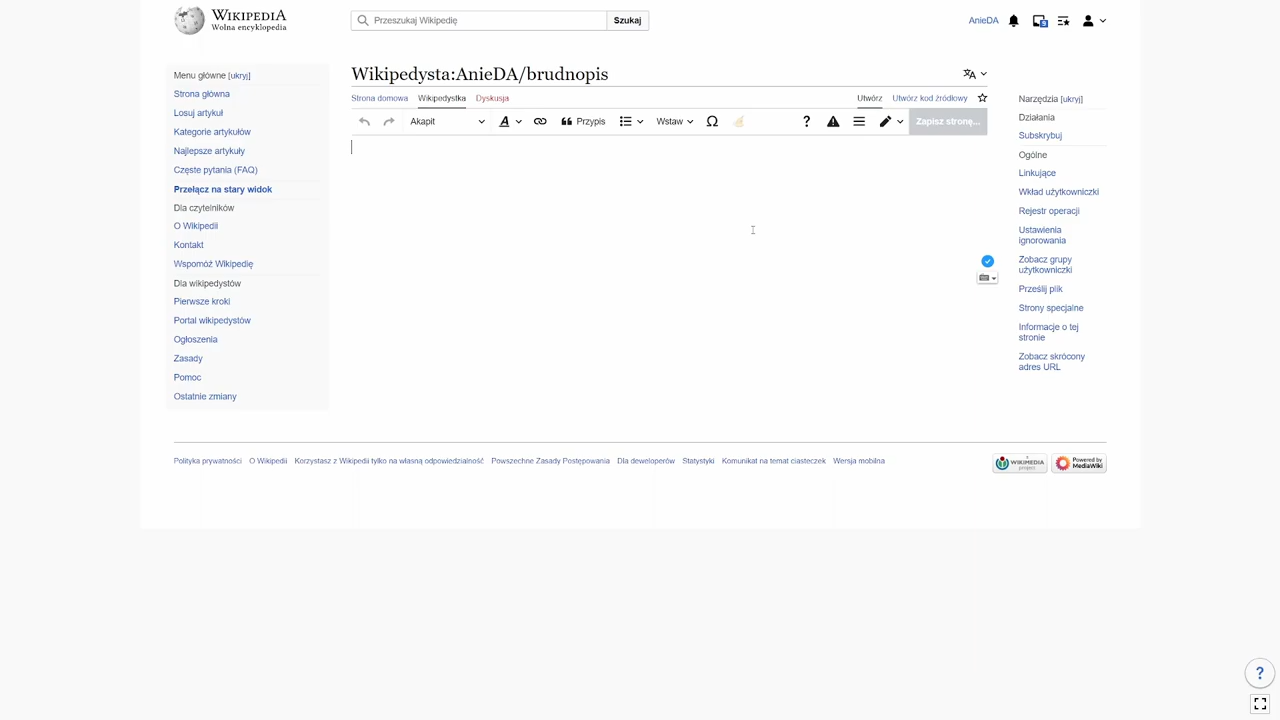 WIKIPEDIA
Wolna encyklopedia
Przeszukaj Wikipedię
Szukaj
AnieDA
Menu główne [ukryj]
Strona główna
Losuj artykuł
Kategorie artykułów
Najlepsze artykuły
Częste pytania (FAQ)
Przełącz na stary widok
Dla czytelników
O Wikipedii
Kontakt
Wspomóż Wikipedię
Dla wikipedystów
Pierwsze kroki
Portal wikipedystów
Ogłoszenia
Zasady
Pomoc
Ostatnie zmiany
Wikipedysta:AnieDA/brudnopis
Strona domowa
Wikipedystka
Dyskusja
Utwórz
Utwórz kod źródłowy
Akapit
A
Przypis
Wstaw
Ω
?
Zapisz stronę...
Narzędzia [ukryj]
Działania
Subskrybuj
Ogólne
Linkujące
Wkład użytkowniczki
Rejestr operacji
Ustawienia
ignorowania
Zobacz grupy
użytkowniczki
Prześlij plik
Strony specjalne
Informacje o tej
stronie
Zobacz skrócony
adres URL
Polityka prywatności
O Wikipedii
Korzystasz z Wikipedii tylko na własną odpowiedzialność
Powszechne Zasady Postępowania
Dla deweloperów
Statystyki
Komunikat na temat ciasteczek
Wersja mobilna
WIKIMEDIA
project
Powered by
MediaWiki
?